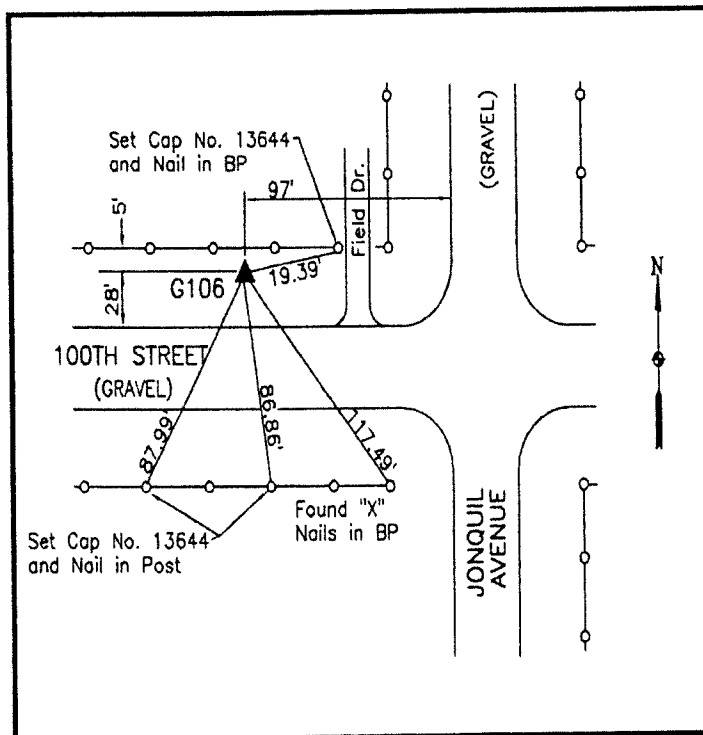 Set Cap No. 13644
and Nail in BP
97'
(GRAVEL)
Field Dr.
5'
19.39'
G106
28'
N
100TH STREET
(GRAVEL)
87.99'
86.86'
117.49'
Found "X"
Nails in BP
Set Cap No. 13644
and Nail in Post
JONQUIL
AVENUE